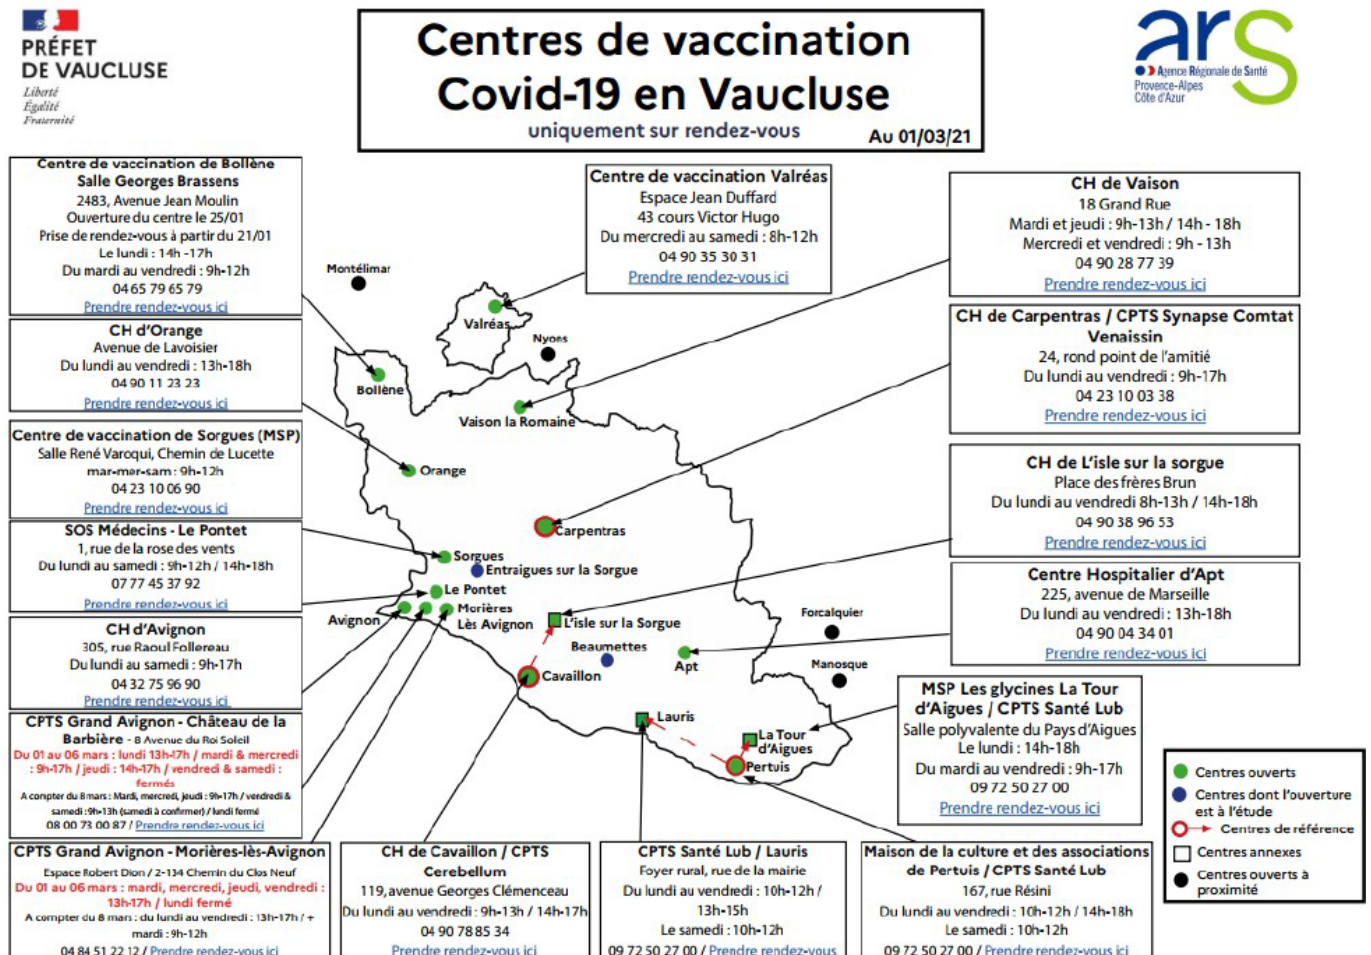 PRÉFET
DE VAUCLUSE
Liberté
Égalité
Fraternité
Centres de vaccination
Covid-19 en Vaucluse
uniquement sur rendez-vous
Au 01/03/21
ars
Agence Régionale de Santé
Provence-Alpes
Côte d'Azur
Centre de vaccination de Bollène
Salle Georges Brassens
2483, Avenue Jean Moulin
Ouverture du centre le 25/01
Prise de rendez-vous à partir du 21/01
Le lundi : 14h -17h
Du mardi au vendredi : 9h-12h
04 65 79 65 79
Prendre rendez-vous ici
CH d'Orange
Avenue de Lavoisier
Du lundi au vendredi : 13h-18h
04 90 11 23 23
Prendre rendez-vous ici
Centre de vaccination de Sorgues (MSP)
Salle René Varoqui, Chemin de Lucette
mar-mer-sam : 9h-12h
04 23 10 06 90
Prendre rendez-vous ici
SOS Médecins - Le Pontet
1, rue de la rose des vents
Du lundi au samedi : 9h-12h / 14h-18h
07 77 45 37 92
Prendre rendez-vous ici
CH d'Avignon
305, rue Raoul Follereau
Du lundi au samedi : 9h-17h
04 32 75 96 90
Prendre rendez-vous ici
CPTS Grand Avignon - Château de la
Barbière - 8 Avenue du Roi Soleil
Du 01 au 06 mars : lundi 13h-17h / mardi & mercredi
: 9h-17h / jeudi : 14h-17h / vendredi & samedi :
fermés
A compter du 8 mars : Mardi, mercredi, jeudi : 9h-17h / vendredi &
samedi : 9h-13h (samedi à confirmer) / lundi fermé
08 00 73 00 87 / Prendre rendez-vous ici
CPTS Grand Avignon - Morières-lès-Avignon
Espace Robert Dion / 2-134 Chemin du Clos Neuf
Du 01 au 06 mars : mardi, mercredi, jeudi, vendredi :
13h-17h / lundi fermé
A compter du 8 mars : du lundi au vendredi : 13h-17h / +
mardi : 9h-12h
04 84 51 22 12 / Prendre rendez-vous ici
CH de Cavaillon / CPTS
Cerebellum
119, avenue Georges Clémenceau
Du lundi au vendredi : 9h-13h / 14h-17h
04 90 78 85 34
Prendre rendez-vous ici
CPTS Santé Lub / Lauris
Foyer rural, rue de la mairie
Du lundi au vendredi : 10h-12h /
13h-15h
Le samedi : 10h-12h
09 72 50 27 00 / Prendre rendez-vous
Maison de la culture et des associations
de Pertuis / CPTS Santé Lub
167, rue Résini
Du lundi au vendredi : 10h-12h / 14h-18h
Le samedi : 10h-12h
09 72 50 27 00 / Prendre rendez-vous ici
Centre de vaccination Valréas
Espace Jean Duffard
43 cours Victor Hugo
Du mercredi au samedi : 8h-12h
04 90 35 30 31
Prendre rendez-vous ici
CH de Vaison
18 Grand Rue
Mardi et jeudi : 9h-13h / 14h - 18h
Mercredi et vendredi : 9h - 13h
04 90 28 77 39
Prendre rendez-vous ici
CH de Carpentras / CPTS Synapse Comtat
Venaissin
24, rond point de l'amitié
Du lundi au vendredi : 9h-17h
04 23 10 03 38
Prendre rendez-vous ici
CH de L'isle sur la sorgue
Place des frères Brun
Du lundi au vendredi 8h-13h / 14h-18h
04 90 38 96 53
Prendre rendez-vous ici
Centre Hospitalier d'Apt
225, avenue de Marseille
Du lundi au vendredi : 13h-18h
04 90 04 34 01
Prendre rendez-vous ici
MSP Les glycines La Tour
d'Aigues / CPTS Santé Lub
Salle polyvalente du Pays d'Aigues
Le lundi : 14h-18h
Du mardi au vendredi : 9h-17h
09 72 50 27 00
Prendre rendez-vous ici
Montélimar
Valréas
Nyons
Bollène
Vaison la Romaine
Orange
Carpentras
Sorgues
Entraigues sur la Sorgue
Le Pontet
Avignon
Morières
Lès Avignon
L'isle sur la Sorgue
Forcalquier
Beaumettes
Apt
Manosque
Cavaillon
Lauris
La Tour
d'Aigues
Pertuis
Centres ouverts
Centres dont l'ouverture
est à l'étude
Centres de référence
Centres annexes
Centres ouverts à
proximité